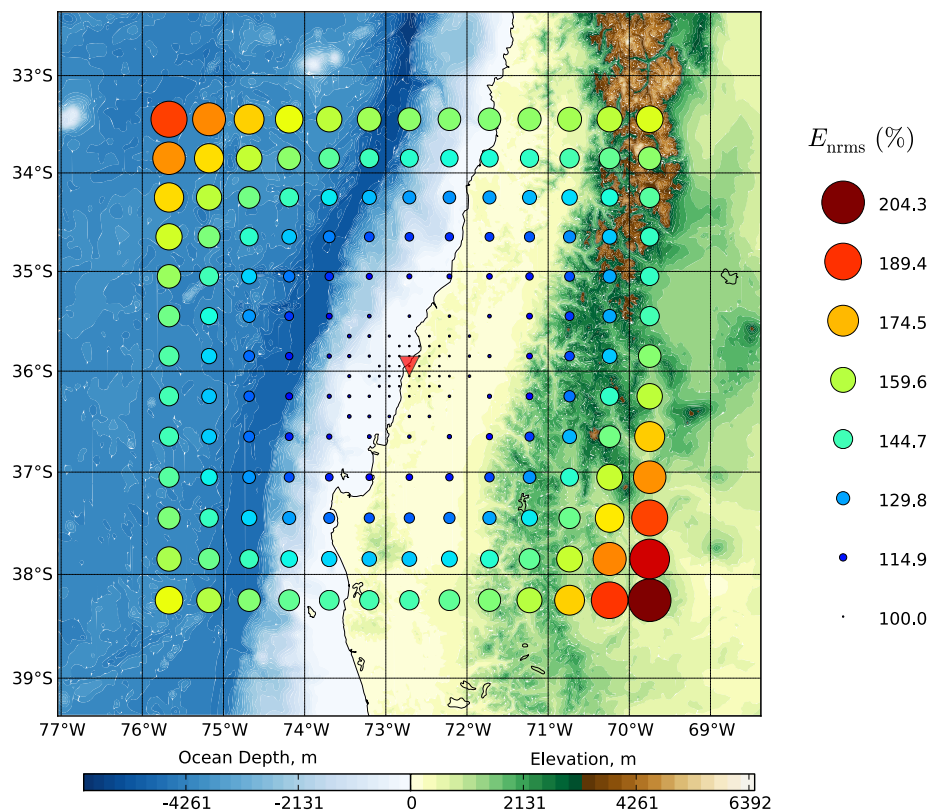 33°S
34°S
35°S
36°S
37°S
38°S
39°S
77°W 76°W 75°W 74°W 73°W 72°W 71°W 70°W 69°W
E_nrms (%)
204.3
189.4
174.5
159.6
144.7
129.8
114.9
100.0
Ocean Depth, m Elevation, m
-4261 -2131 0 2131 4261 6392